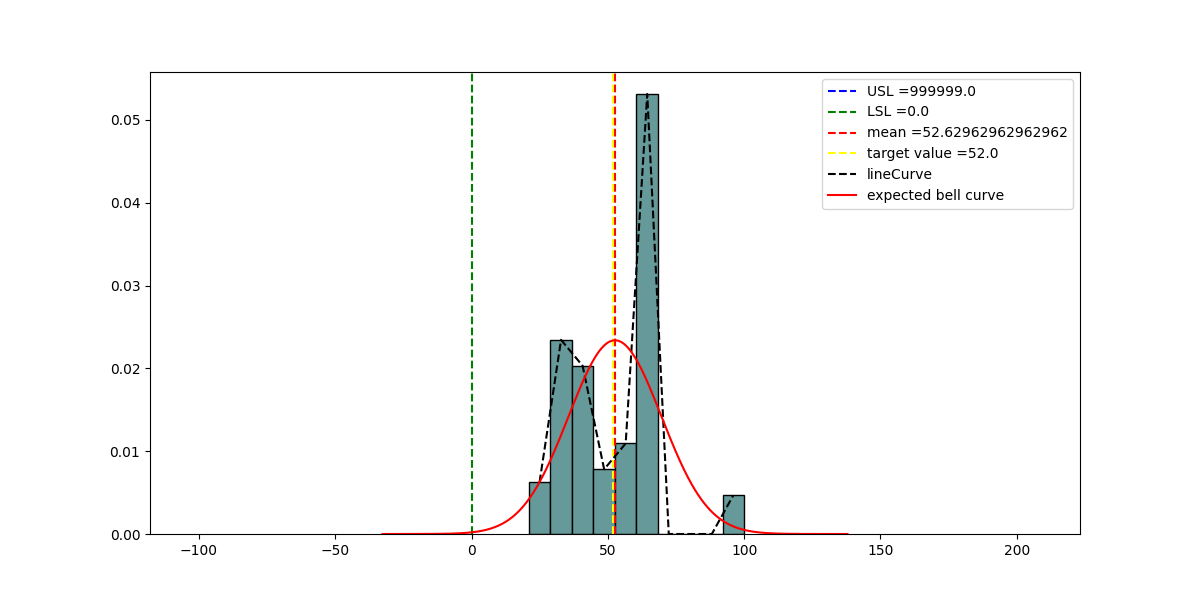 USL =999999.0
LSL =0.0
mean =52.62962962962962
target value =52.0
lineCurve
expected bell curve
0.05
0.04
0.03
0.02
0.01
0.00
−100 −50 0 50 100 150 200